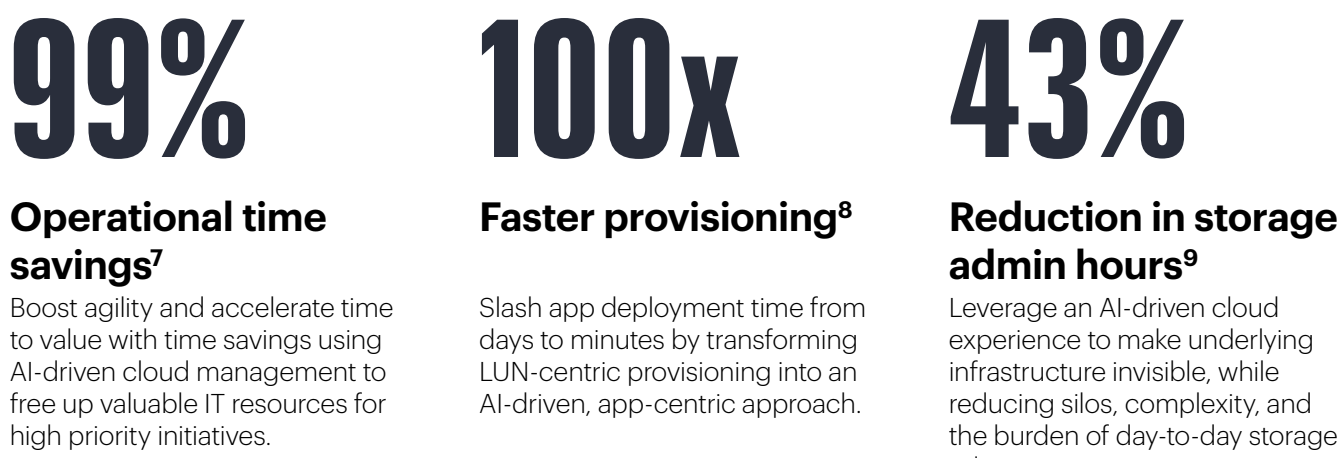 99%
Operational time
savings⁷
Boost agility and accelerate time
to value with time savings using
AI-driven cloud management to
free up valuable IT resources for
high priority initiatives.
100x
Faster provisioning⁸
Slash app deployment time from
days to minutes by transforming
LUN-centric provisioning into an
AI-driven, app-centric approach.
43%
Reduction in storage
admin hours⁹
Leverage an AI-driven cloud
experience to make underlying
infrastructure invisible, while
reducing silos, complexity, and
the burden of day-to-day storage